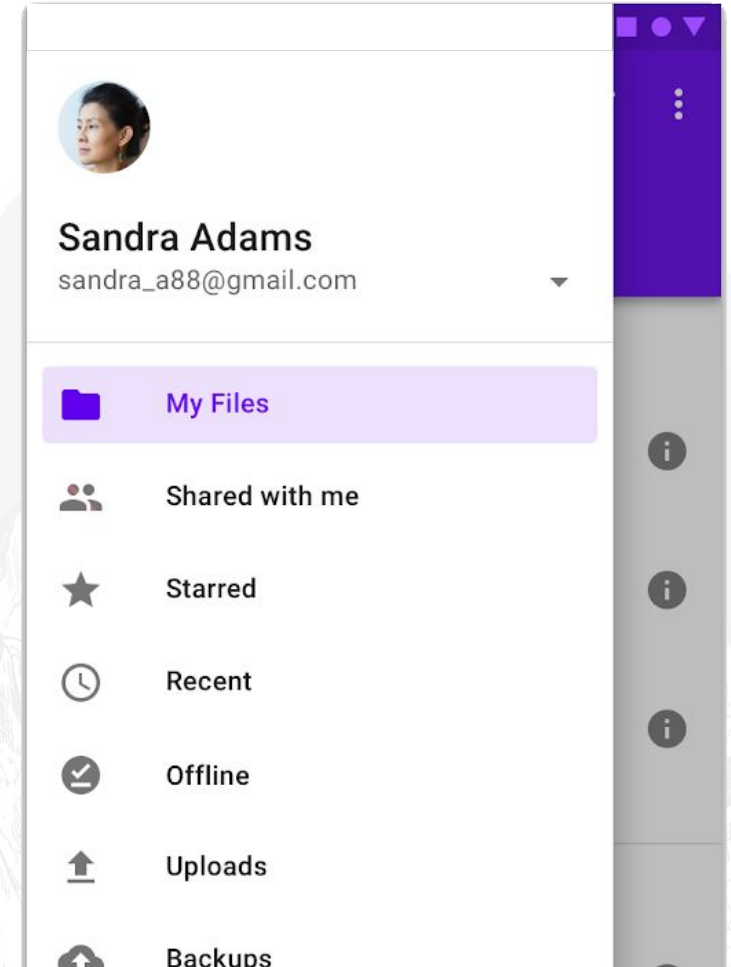 Sandra Adams
sandra_a88@gmail.com
My Files
Shared with me
Starred
Recent
Offline
Uploads
Backups